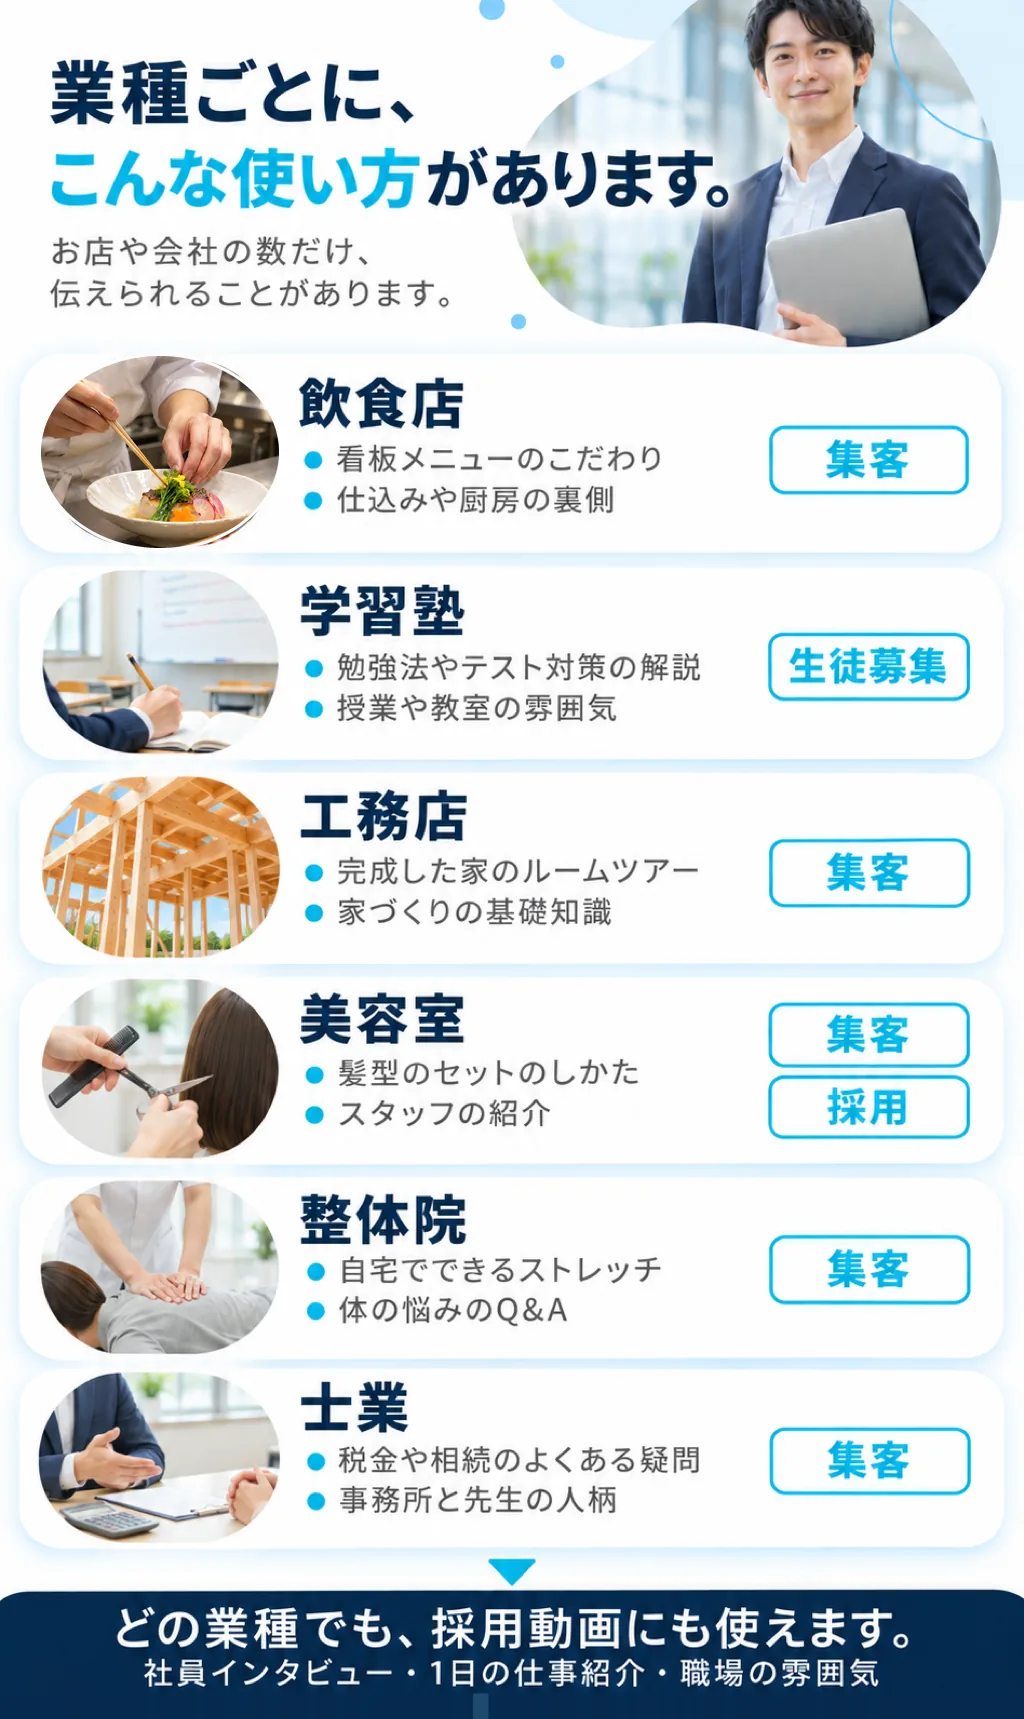 業種ごとに、
こんな使い方があります。
お店や会社の数だけ、
伝えられることがあります。
飲食店
● 看板メニューのこだわり
● 仕込みや厨房の裏側
集客
学習塾
● 勉強法やテスト対策の解説
● 授業や教室の雰囲気
生徒募集
工務店
● 完成した家のルームツアー
● 家づくりの基礎知識
集客
美容室
● 髪型のセットのしかた
● スタッフの紹介
集客
採用
整体院
● 自宅でできるストレッチ
● 体の悩みのQ&A
集客
士業
● 税金や相続のよくある疑問
● 事務所と先生の人柄
集客
どの業種でも、採用動画にも使えます。
社員インタビュー・1日の仕事紹介・職場の雰囲気